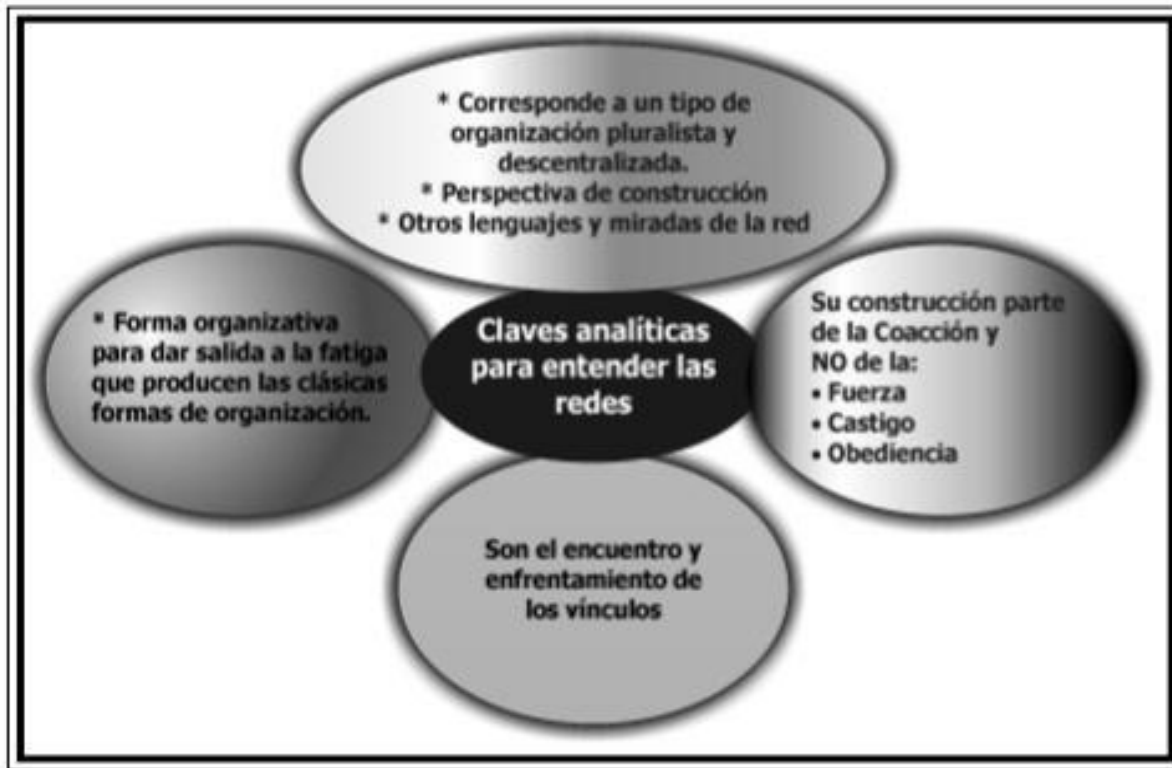 * Corresponde a un tipo de
organización pluralista y
descentralizada.
* Perspectiva de construcción
* Otros lenguajes y miradas de la red
* Forma organizativa
para dar salida a la fatiga
que producen las clásicas
formas de organización.
Claves analíticas
para entender las
redes
Su construcción parte
de la Coacción y
NO de la:
• Fuerza
• Castigo
• Obediencia
Son el encuentro y
enfrentamiento de
los vínculos